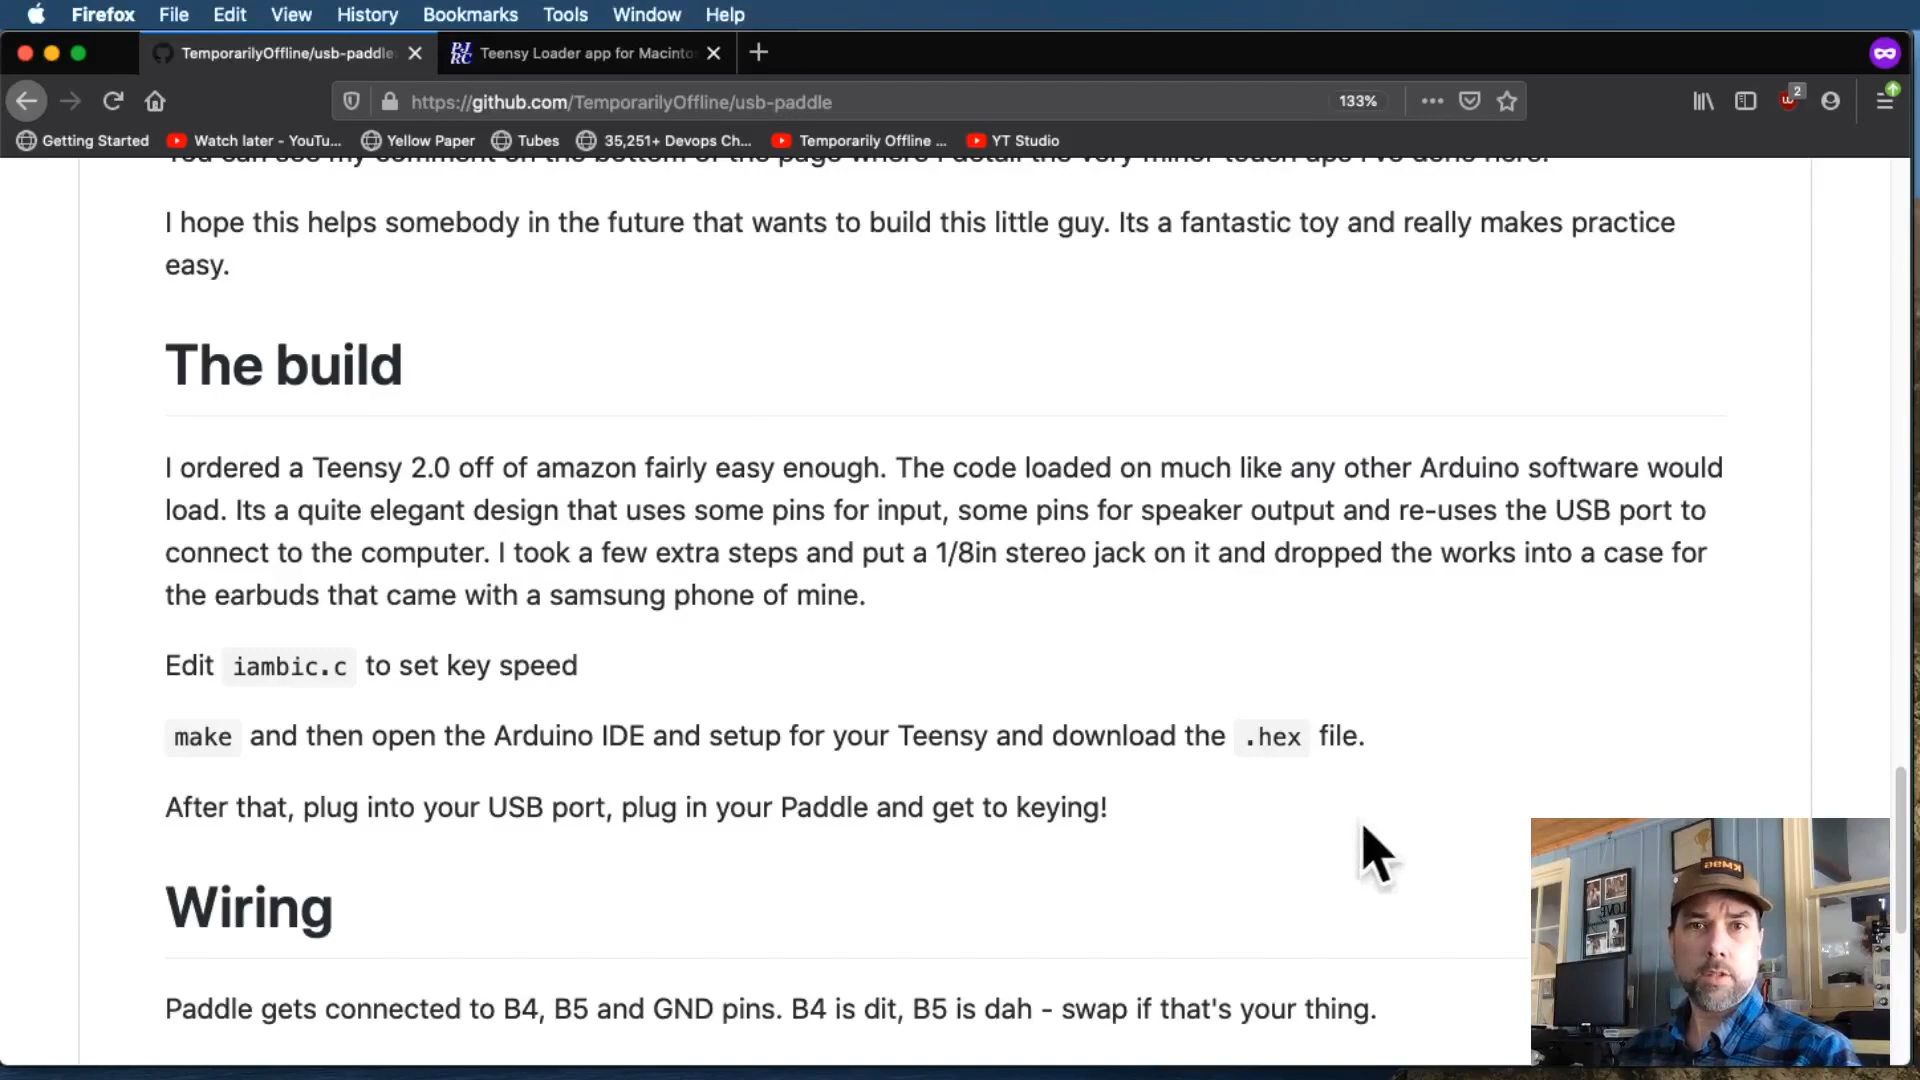 Firefox File Edit View History Bookmarks Tools Window Help
TemporarilyOffline/usb-paddle
PJRC Teensy Loader app for Macinto
https://github.com/TemporarilyOffline/usb-paddle 133% 2
Getting Started Watch later - YouTu... Yellow Paper Tubes 35,251+ Devops Ch... Temporarily Offline ... YT Studio
You can see my comment on the bottom of the page where I detail the very minor touch ups I've done here.
I hope this helps somebody in the future that wants to build this little guy. Its a fantastic toy and really makes practice
easy.
The build
I ordered a Teensy 2.0 off of amazon fairly easy enough. The code loaded on much like any other Arduino software would
load. Its a quite elegant design that uses some pins for input, some pins for speaker output and re-uses the USB port to
connect to the computer. I took a few extra steps and put a 1/8in stereo jack on it and dropped the works into a case for
the earbuds that came with a samsung phone of mine.
Edit iambic.c to set key speed
make and then open the Arduino IDE and setup for your Teensy and download the .hex file.
After that, plug into your USB port, plug in your Paddle and get to keying!
Wiring
Paddle gets connected to B4, B5 and GND pins. B4 is dit, B5 is dah - swap if that's your thing.
LOVE